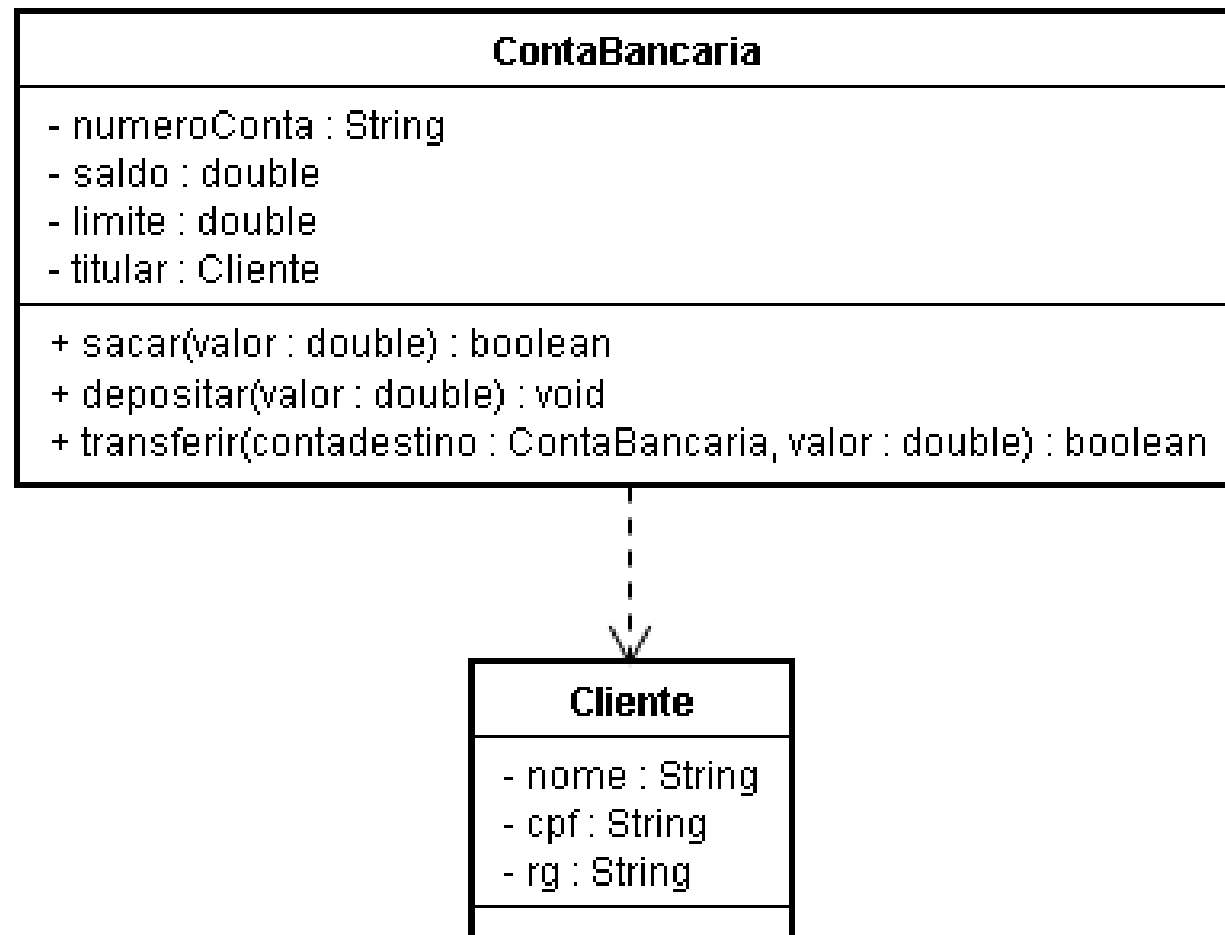 ContaBancaria
- numeroConta : String
- saldo : double
- limite : double
- titular : Cliente
+ sacar(valor : double) : boolean
+ depositar(valor : double) : void
+ transferir(contadestino : ContaBancaria, valor : double) : boolean
Cliente
- nome : String
- cpf : String
- rg : String